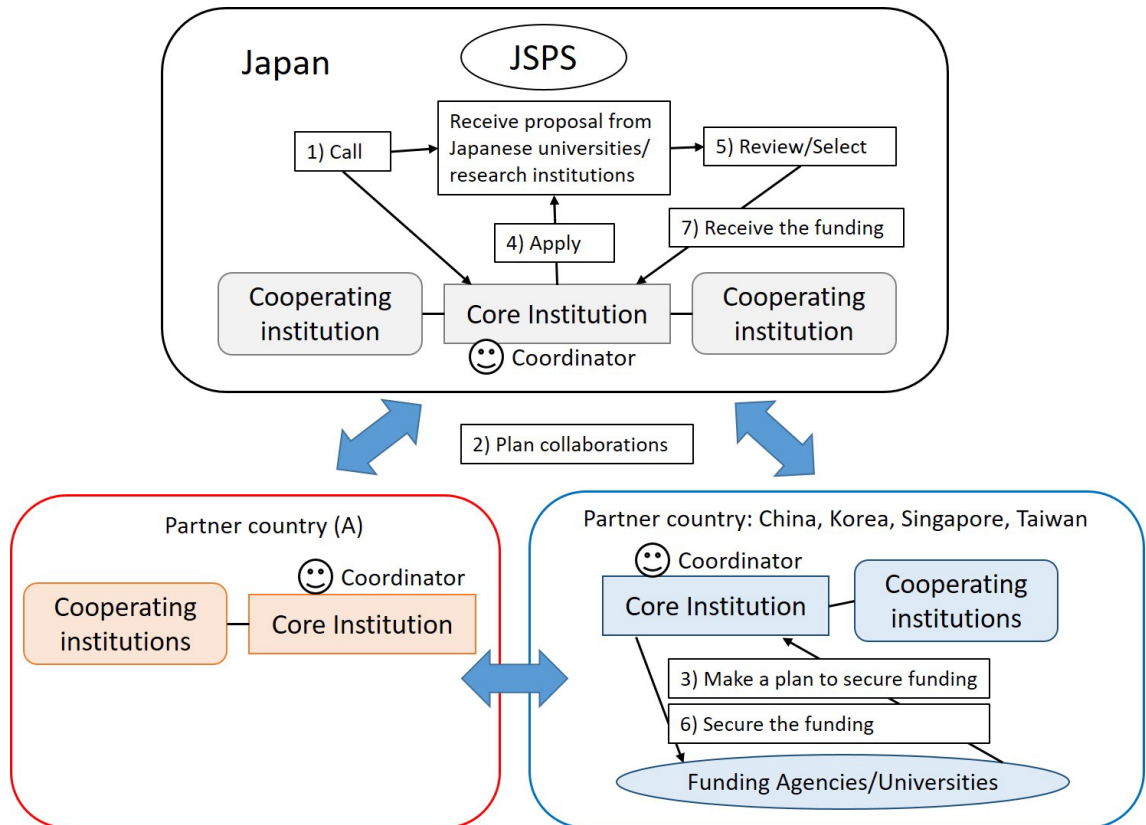 Japan
JSPS
1) Call
Receive proposal from
Japanese universities/
research institutions
5) Review/Select
4) Apply
7) Receive the funding
Cooperating
institution
Core Institution
Cooperating
institution
Coordinator
2) Plan collaborations
Partner country (A)
Coordinator
Cooperating
institutions
Core Institution
Partner country: China, Korea, Singapore, Taiwan
Coordinator
Core Institution
Cooperating
institutions
3) Make a plan to secure funding
6) Secure the funding
Funding Agencies/Universities